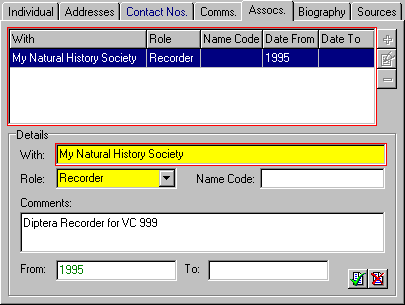 Individual Addresses Contact Nos. Comms. Assocs. Biography Sources
With Role Name Code Date From Date To
My Natural History Society Recorder 1995
Details
With: My Natural History Society
Role: Recorder Name Code:
Comments:
Diptera Recorder for VC 999
From: 1995 To: